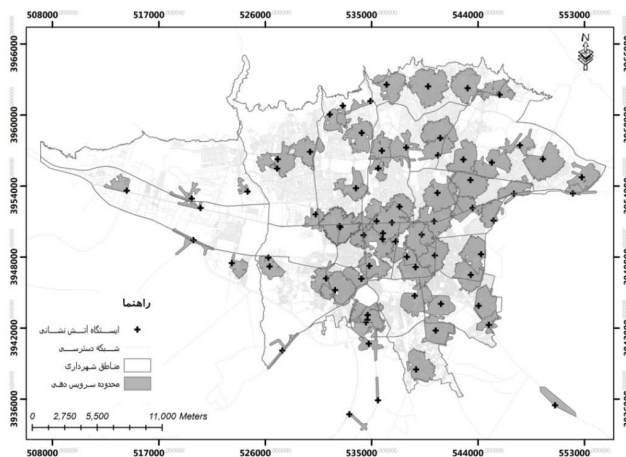 508000 517000 526000 535000 544000 553000
N
3966000
3960000
3954000
3948000
3942000
3936000
راهنما
ایستگاه آتش نشانی
شبکه دسترسی
مناطق شهرداری
محدوده سرویس دهی
0 2,750 5,500 11,000 Meters
508000 517000 526000 535000 544000 553000